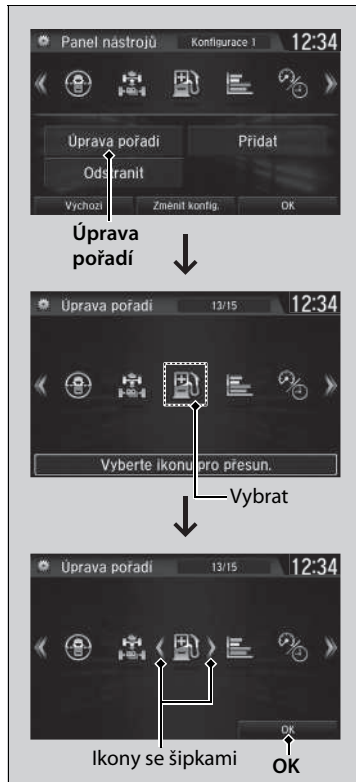 Panel nástrojů Konfigurace 1 12:34
Úprava pořadí Přidat
Odstranit
Výchozí Změnit konfig. OK
Úprava
pořadí
Úprava pořadí 13/15 12:34
Vyberte ikonu pro přesun.
Vybrat
Úprava pořadí 13/15 12:34
OK
Ikony se šipkami
OK